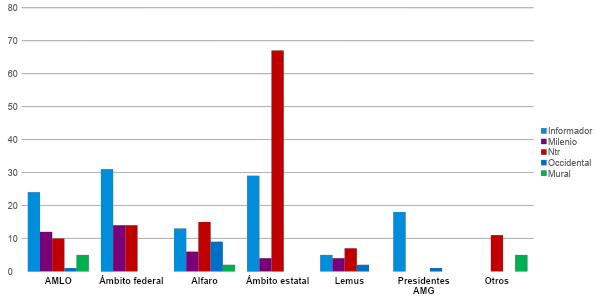 80
70
60
50
40
30
20
10
0
AMLO
Ámbito federal
Alfaro
Ámbito estatal
Lemus
Presidentes
AMG
Otros
Informador
Milenio
Ntr
Occidental
Mural